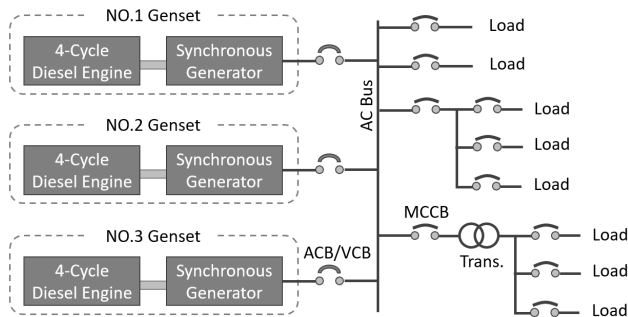 NO.1 Genset
4-Cycle
Diesel Engine
Synchronous
Generator
NO.2 Genset
4-Cycle
Diesel Engine
Synchronous
Generator
NO.3 Genset
4-Cycle
Diesel Engine
Synchronous
Generator
ACB/VCB
AC Bus
Load
Load
Load
Load
Load
MCCB
Trans.
Load
Load
Load